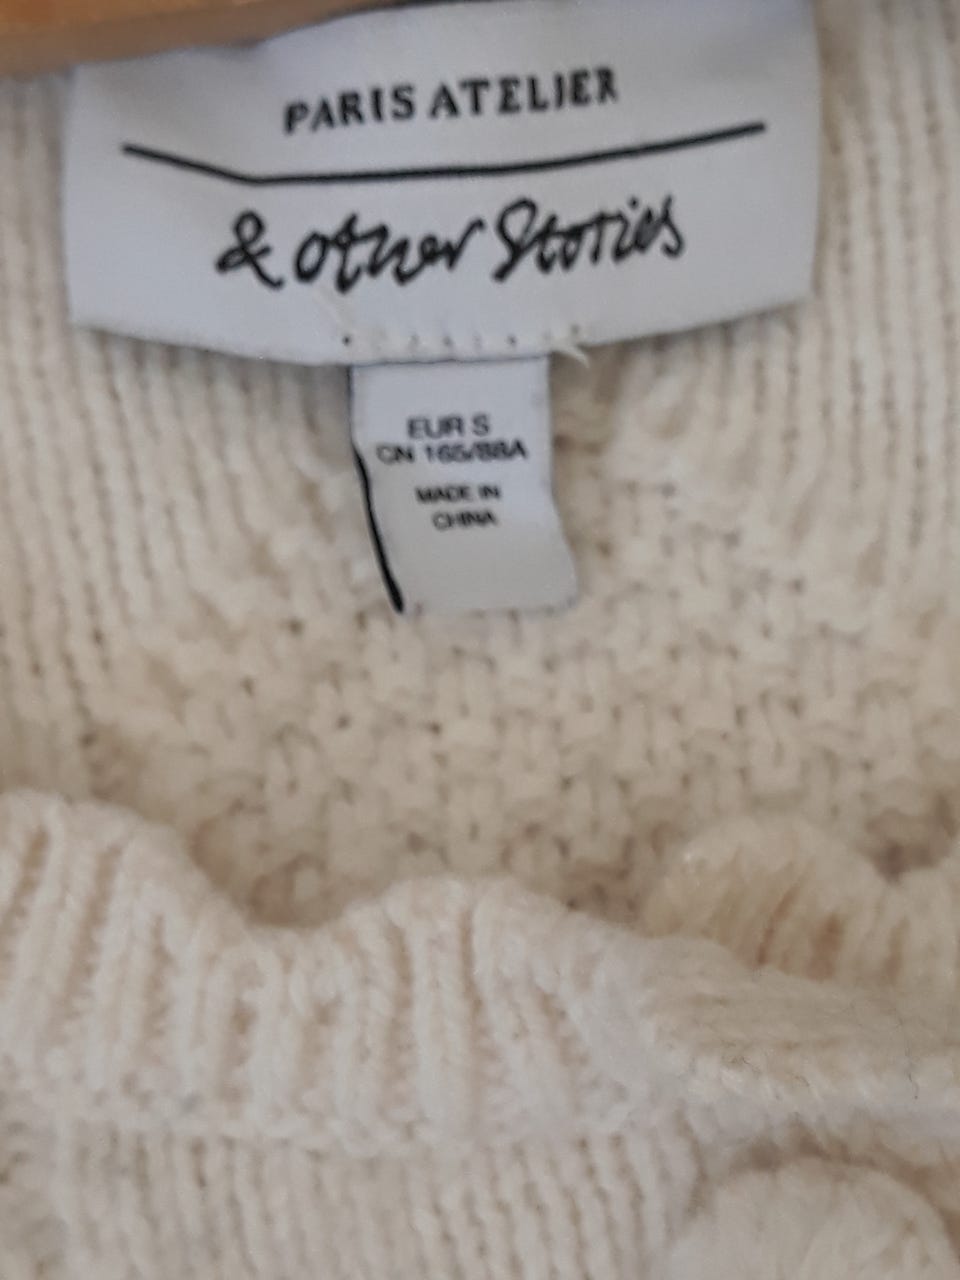 PARIS ATELIER
& other Stories
EUR S
CN 165/88A
MADE IN
CHINA